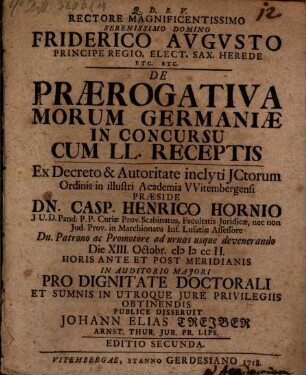 Q. D. B. V.
RECTORE MAGNIFICENTISSIMO
SERENISSIMO DOMINO
FRIDERICO AVGVSTO
PRINCIPE REGIO, ELECT. SAX. HEREDE
ETC. ETC.
DE
PRÆROGATIVA
MORUM GERMANIÆ
IN CONCURSU
CUM LL. RECEPTIS
Ex Decreto & Autoritate inclyti JCtorum
Ordinis in illustri Academia VVitembergensi
PRÆSIDE
DN. CASP. HENRICO HORNIO
J U. D. Pand. P. P. Curiæ Prov. Scabinatus, Facultatis Juridicæ, nec non
Jud. Prov. in Marchionatu Inf. Lusatiæ Assessore
Dn. Patrono ac Promotore ad urnas usque devenerando
Die XIII. Octobr. cIɔ Iɔ cc II.
HORIS ANTE ET POST MERIDIANIS
IN AUDITORIO MAJORI
PRO DIGNITATE DOCTORALI
ET SUMNIS IN UTROQUE JURE PRIVILEGIIS
OBTINENDIS
PUBLICE DISSERUIT
JOHANN ELIAS TREJBER
ARNST. THUR. JUR. PR. LIPS.
EDITIO SECUNDA.
VITEMBERGAE, STANNO GERDESIANO 1718.